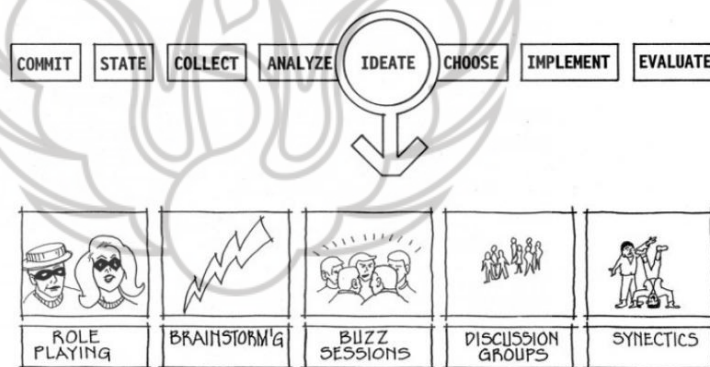 COMMIT STATE COLLECT ANALYZE IDEATE CHOOSE IMPLEMENT EVALUATE
ROLE
PLAYING
BRAINSTORM'G
BUZZ
SESSIONS
DISCUSSION
GROUPS
SYNECTICS